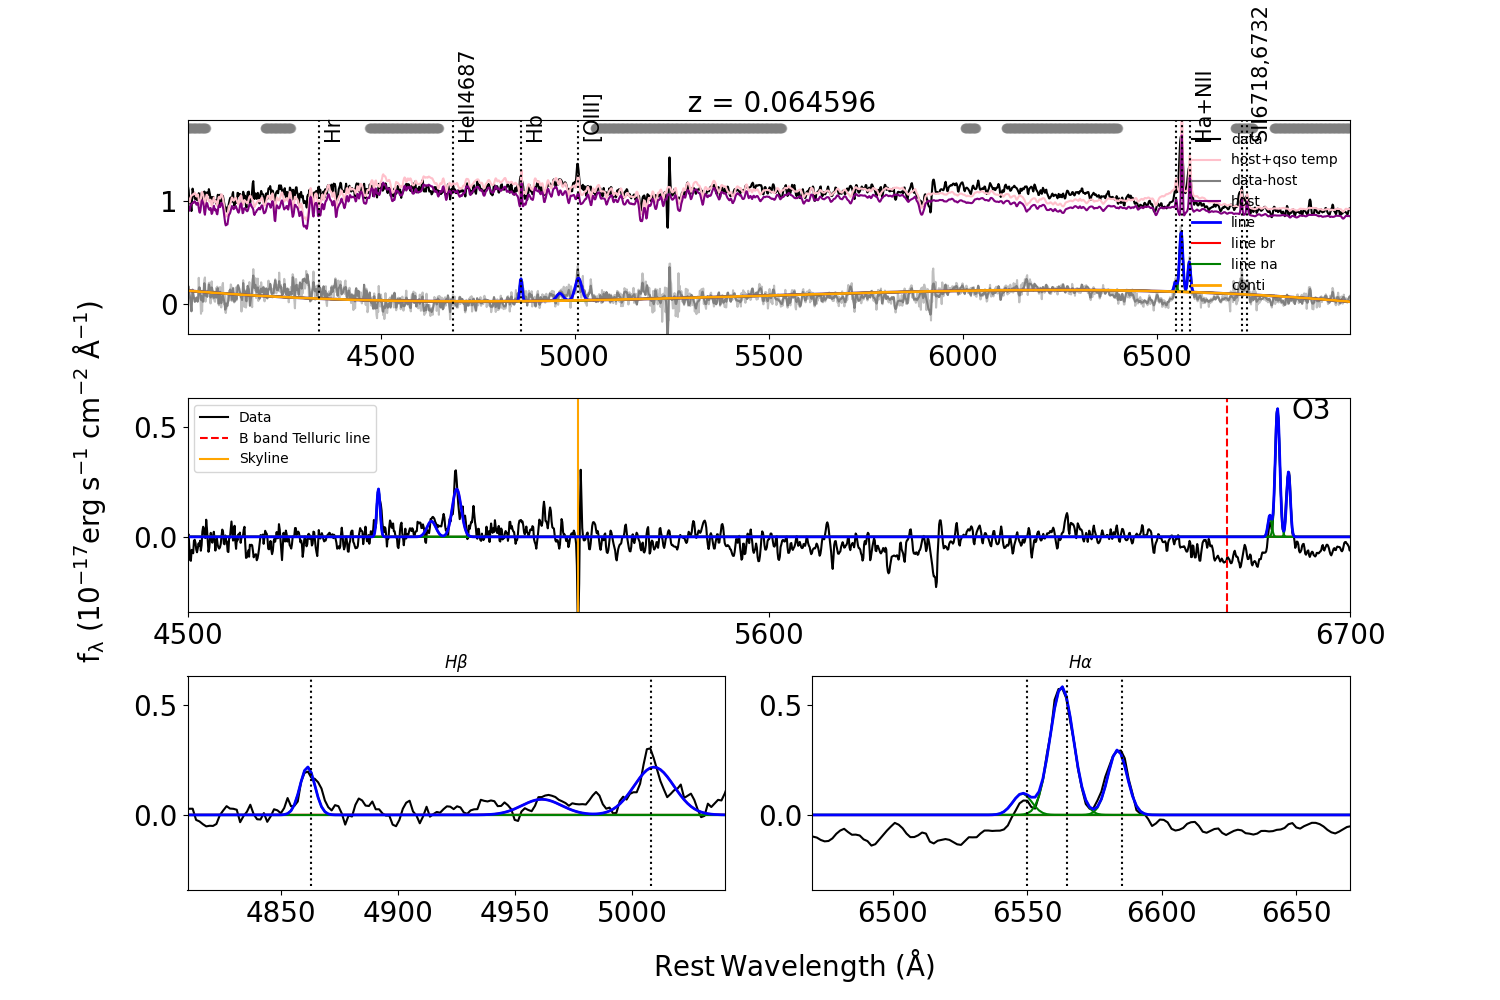 z = 0.064596
Hr
HeII4687
Hb
[OIII]
Ha+NII
SII6718,6732
data
host+qso temp
data-host
host
line
line br
line na
conti
1
0
4500 5000 5500 6000 6500
fλ (10−17erg s−1 cm−2 Å−1)
Data
B band Telluric line
Skyline
O3
0.5
0.0
4500 5600 6700
Hβ
0.5
0.0
4850 4900 4950 5000
Hα
0.5
0.0
6500 6550 6600 6650
Rest Wavelength (Å)